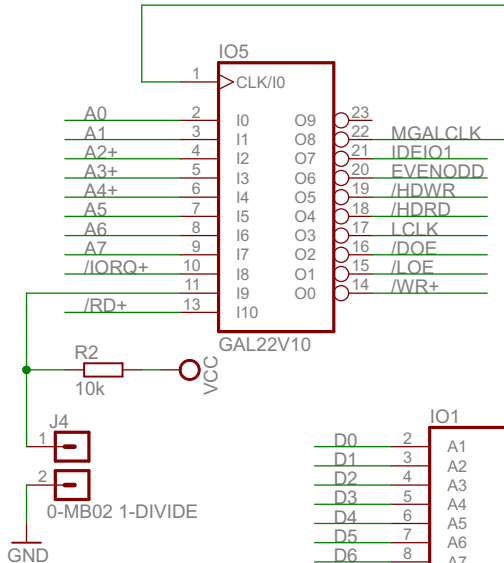 IO5
1 CLK/I0
A0 2 I0 O9 23
A1 3 I1 O8 22 MGALCLK
A2+ 4 I2 O7 21 IDEIO1
A3+ 5 I3 O6 20 EVENODD
A4+ 6 I4 O5 19 /HDWR
A5 7 I5 O4 18 /HDRD
A6 8 I6 O3 17 LCLK
A7 9 I7 O2 16 /DOE
/IORQ+ 10 I8 O1 15 /LOE
11 I9 O0 14 /WR+
/RD+ 13 I10
GAL22V10
R2
10k
VCC
J4
1
2
0-MB02 1-DIVIDE
GND
IO1
D0 2 A1
D1 3 A2
D2 4 A3
D3 5 A4
D4 6 A5
D5 7 A6
D6 8 A7